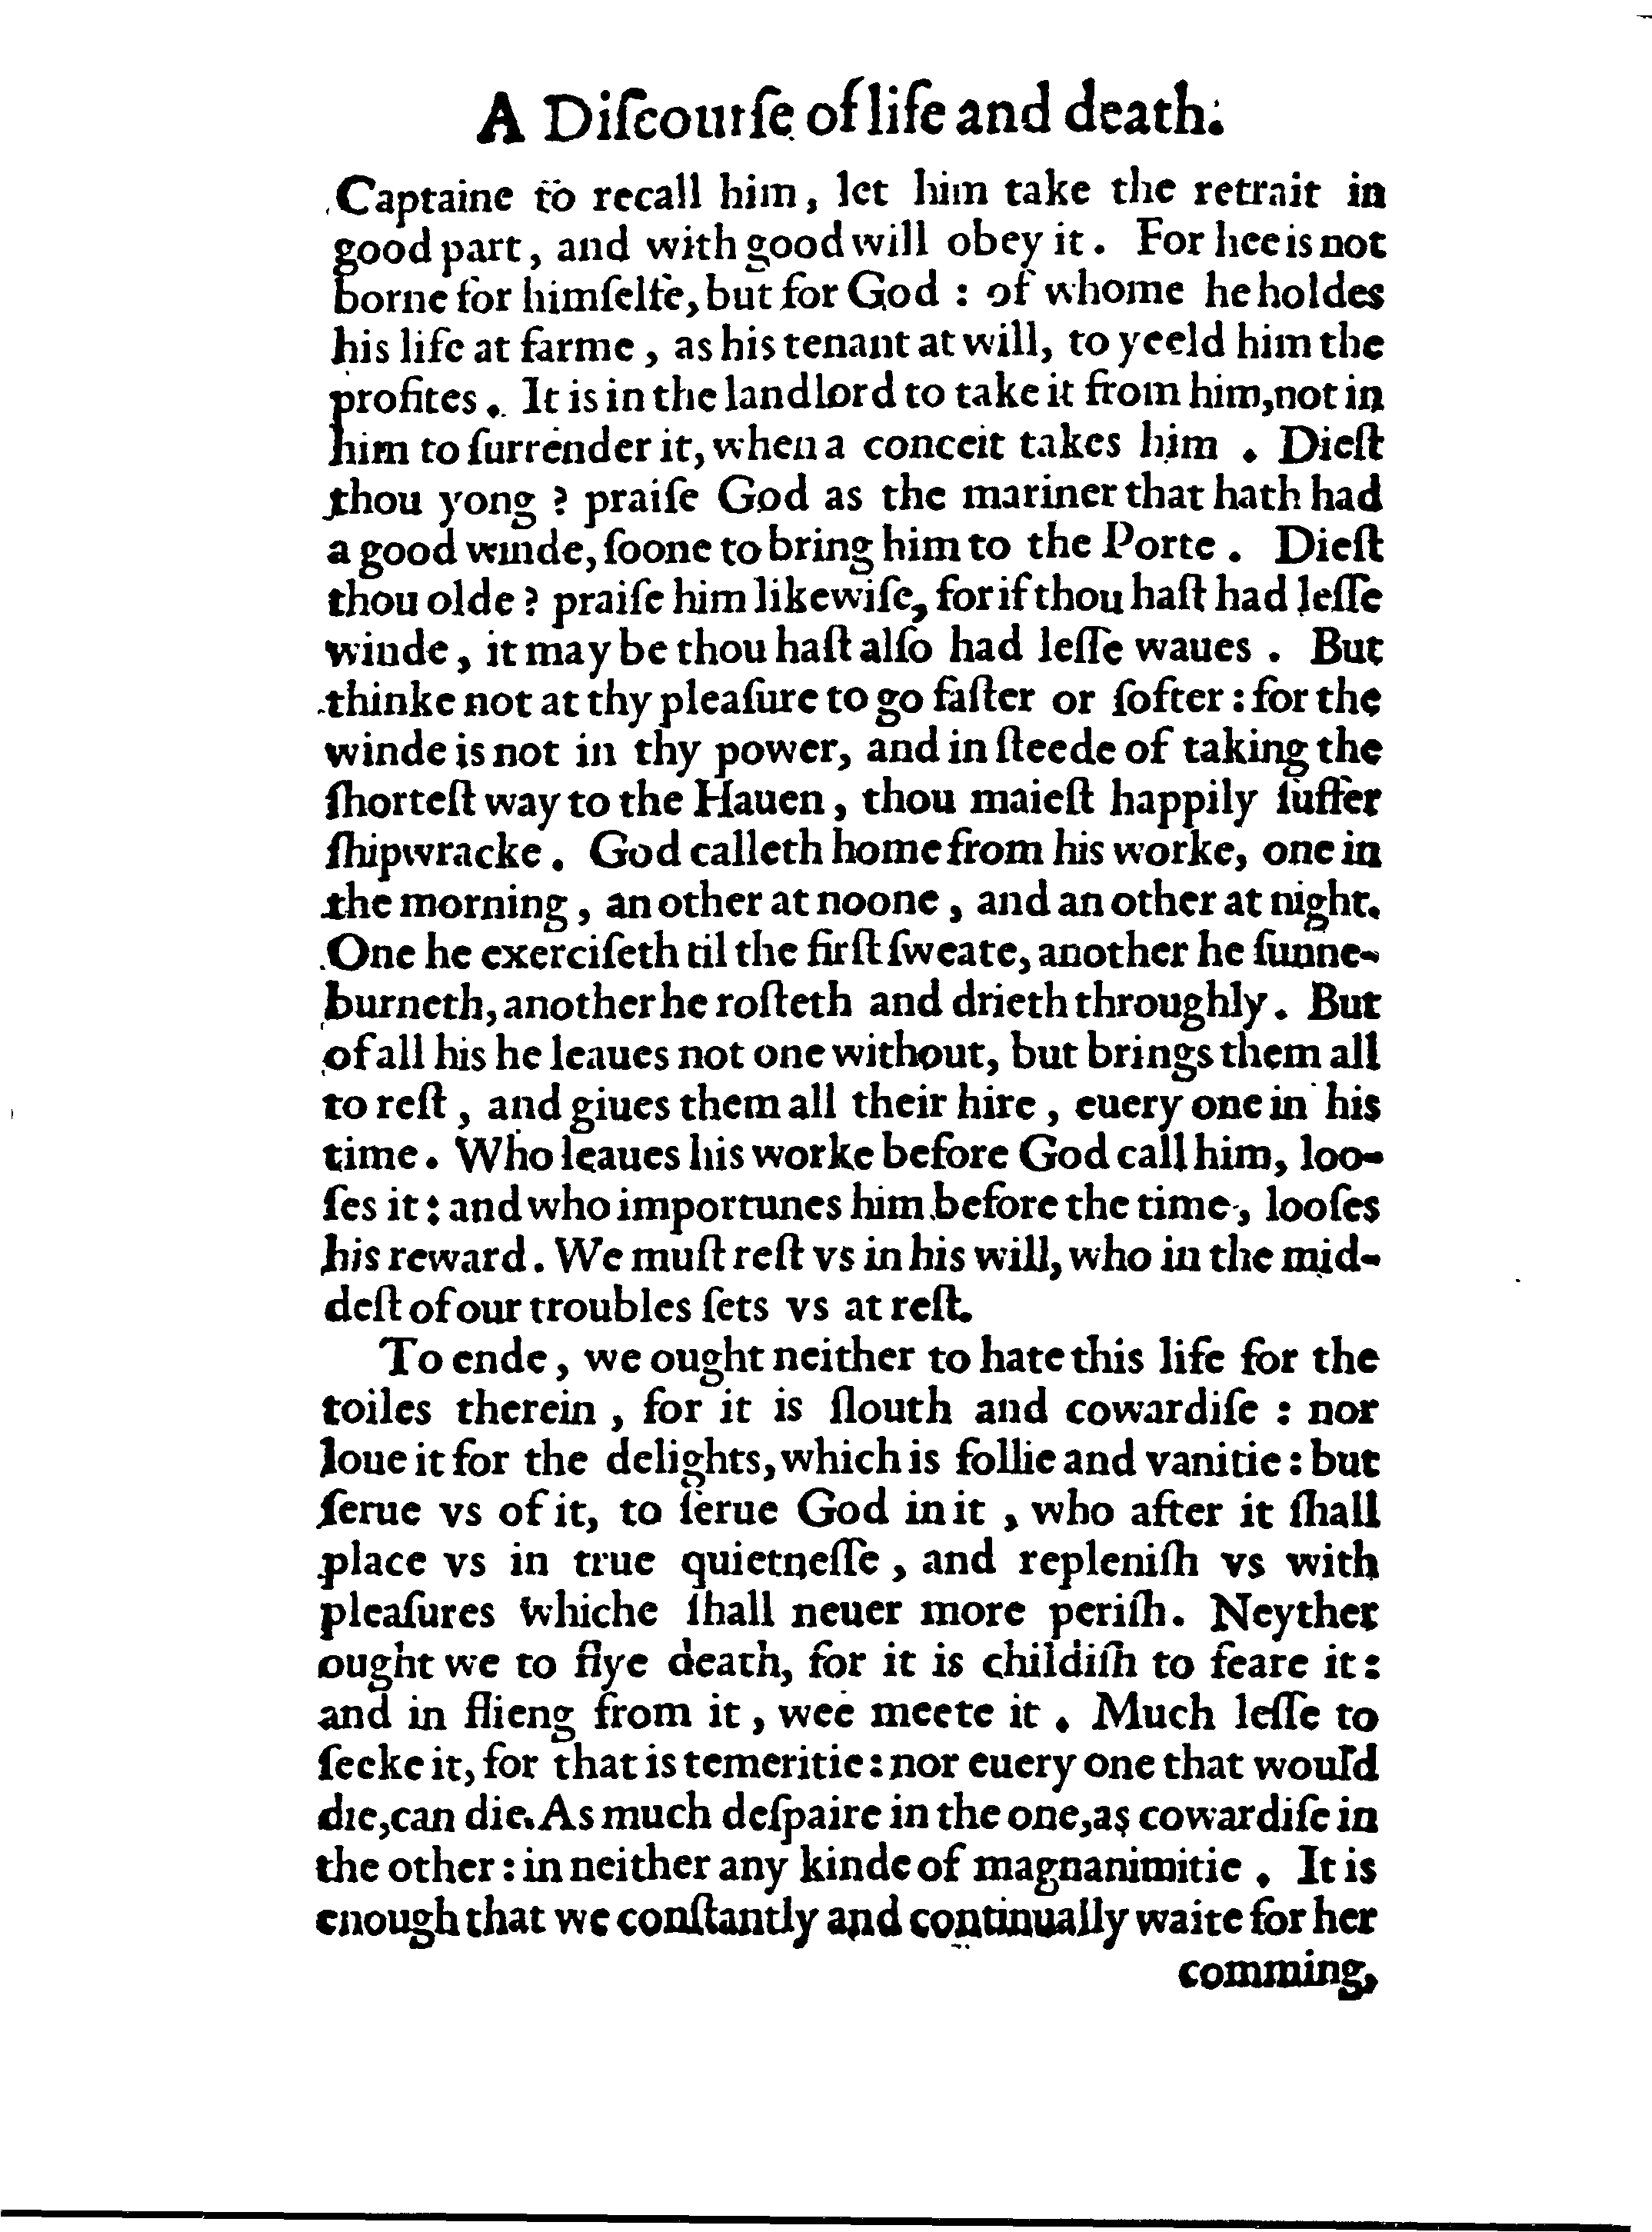 A Diſcourſe of life and death.
Captaine to recall him, let him take the retrait in
good part, and with good will obey it. For hee is not
borne for himſelfe, but for God : of whome he holdes
his life at farme, as his tenant at will, to yeeld him the
profites. It is in the landlord to take it from him, not in
him to ſurrender it, when a conceit takes him. Dieſt
thou yong ? praiſe God as the mariner that hath had
a good winde, ſoone to bring him to the Porte. Dieſt
thou olde ? praiſe him likewiſe, for if thou haſt had leſſe
winde, it may be thou haſt alſo had leſſe waues. But
thinke not at thy pleaſure to go faſter or ſofter : for the
winde is not in thy power, and in ſteede of taking the
ſhorteſt way to the Hauen, thou maieſt happily ſuffer
ſhipwracke. God calleth home from his worke, one in
the morning, an other at noone, and an other at night.
One he exerciſeth til the firſt ſweate, another he ſunne-
burneth, another he roſteth and drieth throughly. But
of all his he leaues not one without, but brings them all
to reſt, and giues them all their hire, euery one in his
time. Who leaues his worke before God call him, loo-
ſes it : and who importunes him before the time, looſes
his reward. We muſt reſt vs in his will, who in the mid-
deſt of our troubles ſets vs at reſt.
To ende, we ought neither to hate this life for the
toiles therein, for it is ſlouth and cowardiſe : nor
loue it for the delights, which is follie and vanitie : but
ſerue vs of it, to ſerue God in it, who after it ſhall
place vs in true quietneſſe, and repleniſh vs with
pleaſures whiche ſhall neuer more periſh. Neyther
ought we to flye death, for it is childiſh to feare it :
and in flieng from it, wee meete it. Much leſſe to
ſeeke it, for that is temeritie : nor euery one that would
die, can die. As much deſpaire in the one, as cowardiſe in
the other : in neither any kinde of magnanimitie. It is
enough that we conſtantly and continually waite for her
comming,